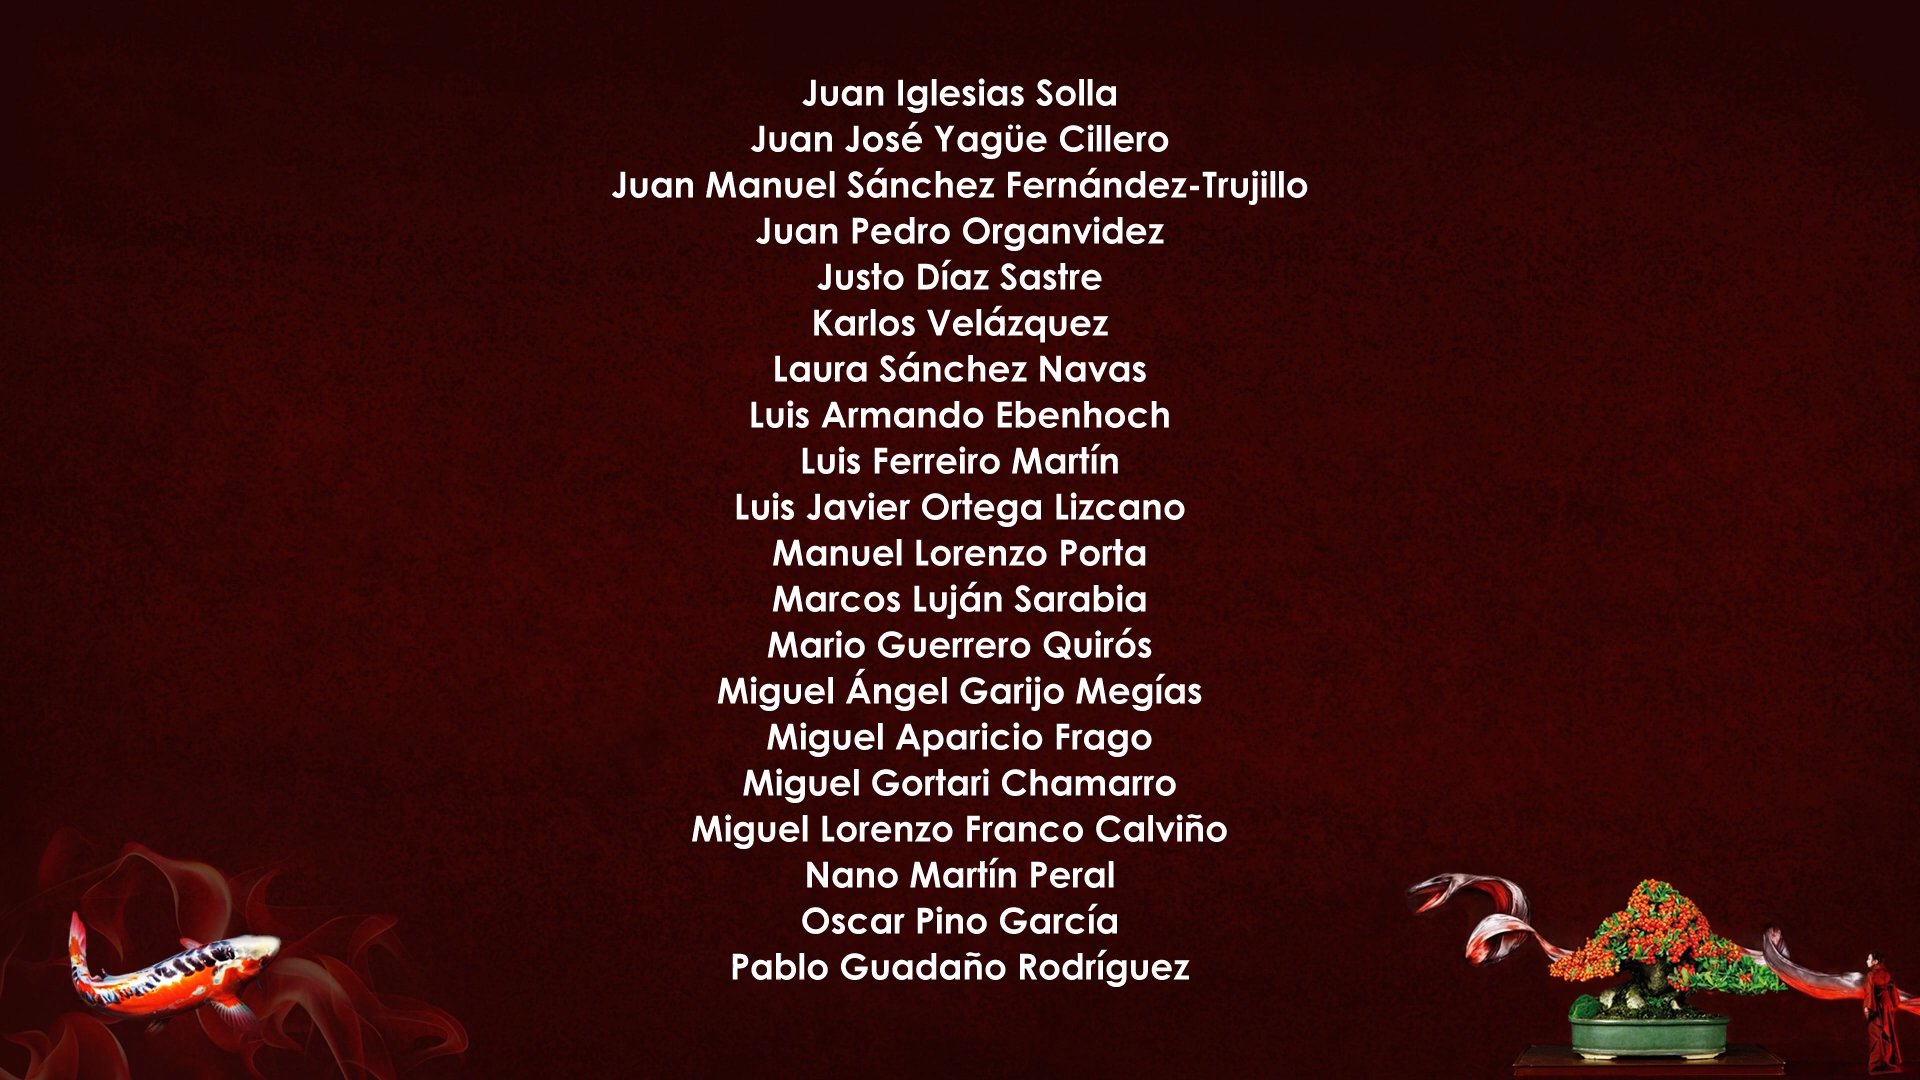 Juan Iglesias Solla
Juan José Yagüe Cillero
Juan Manuel Sánchez Fernández-Trujillo
Juan Pedro Organvidez
Justo Díaz Sastre
Karlos Velázquez
Laura Sánchez Navas
Luis Armando Ebenhoch
Luis Ferreiro Martín
Luis Javier Ortega Lizcano
Manuel Lorenzo Porta
Marcos Luján Sarabia
Mario Guerrero Quirós
Miguel Ángel Garijo Megías
Miguel Aparicio Frago
Miguel Gortari Chamarro
Miguel Lorenzo Franco Calviño
Nano Martín Peral
Oscar Pino García
Pablo Guadaño Rodríguez